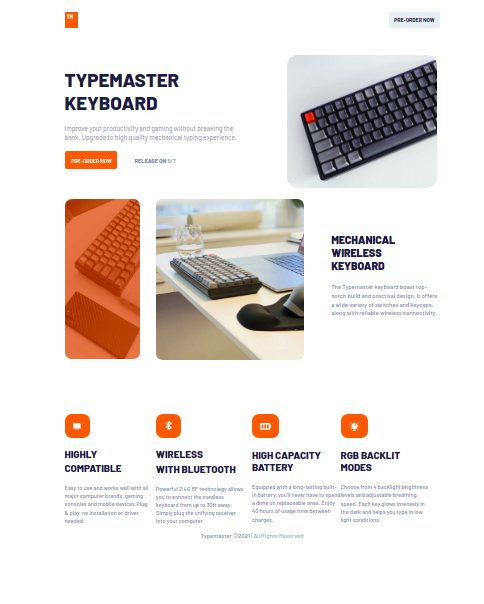 TM
PRE-ORDER NOW
TYPEMASTER
KEYBOARD
Improve your productivity and gaming without breaking the
bank. Upgrade to high quality mechanical typing experience.
PRE-ORDER NOW
RELEASE ON 5/7
MECHANICAL
WIRELESS
KEYBOARD
The Typemaster keyboard boast top-
notch build and practival design. It offers
a wide variety of switches and keycaps,
along with reliable wireless connectivity.
HIGHLY
COMPATIBLE
Easy to use and works well with all
major computer brands, gaming
consoles and mobile devices.Plug
& play, no installation or driver
needed.
WIRELESS
WITH BLUETOOTH
Powerful 2.4G RF technology allows
you to connect the cordless
keyboard from up to 30ft away.
Simply plug the unifying receiver
into your computer
HIGH CAPACITY
BATTERY
Equipped with a long-lasting built-
in battery, you'll never have to spend
a dime on replaceable ones. Enjoy
40 hours of usage time between
charges.
RGB BACKLIT
MODES
Choose from 4 backlight brightness
levels and adjustable breathing
speed. Each key glows intensely in
the dark and helps you type in low
light conditions.
Typemaster ©2021 | All Rights Reserved